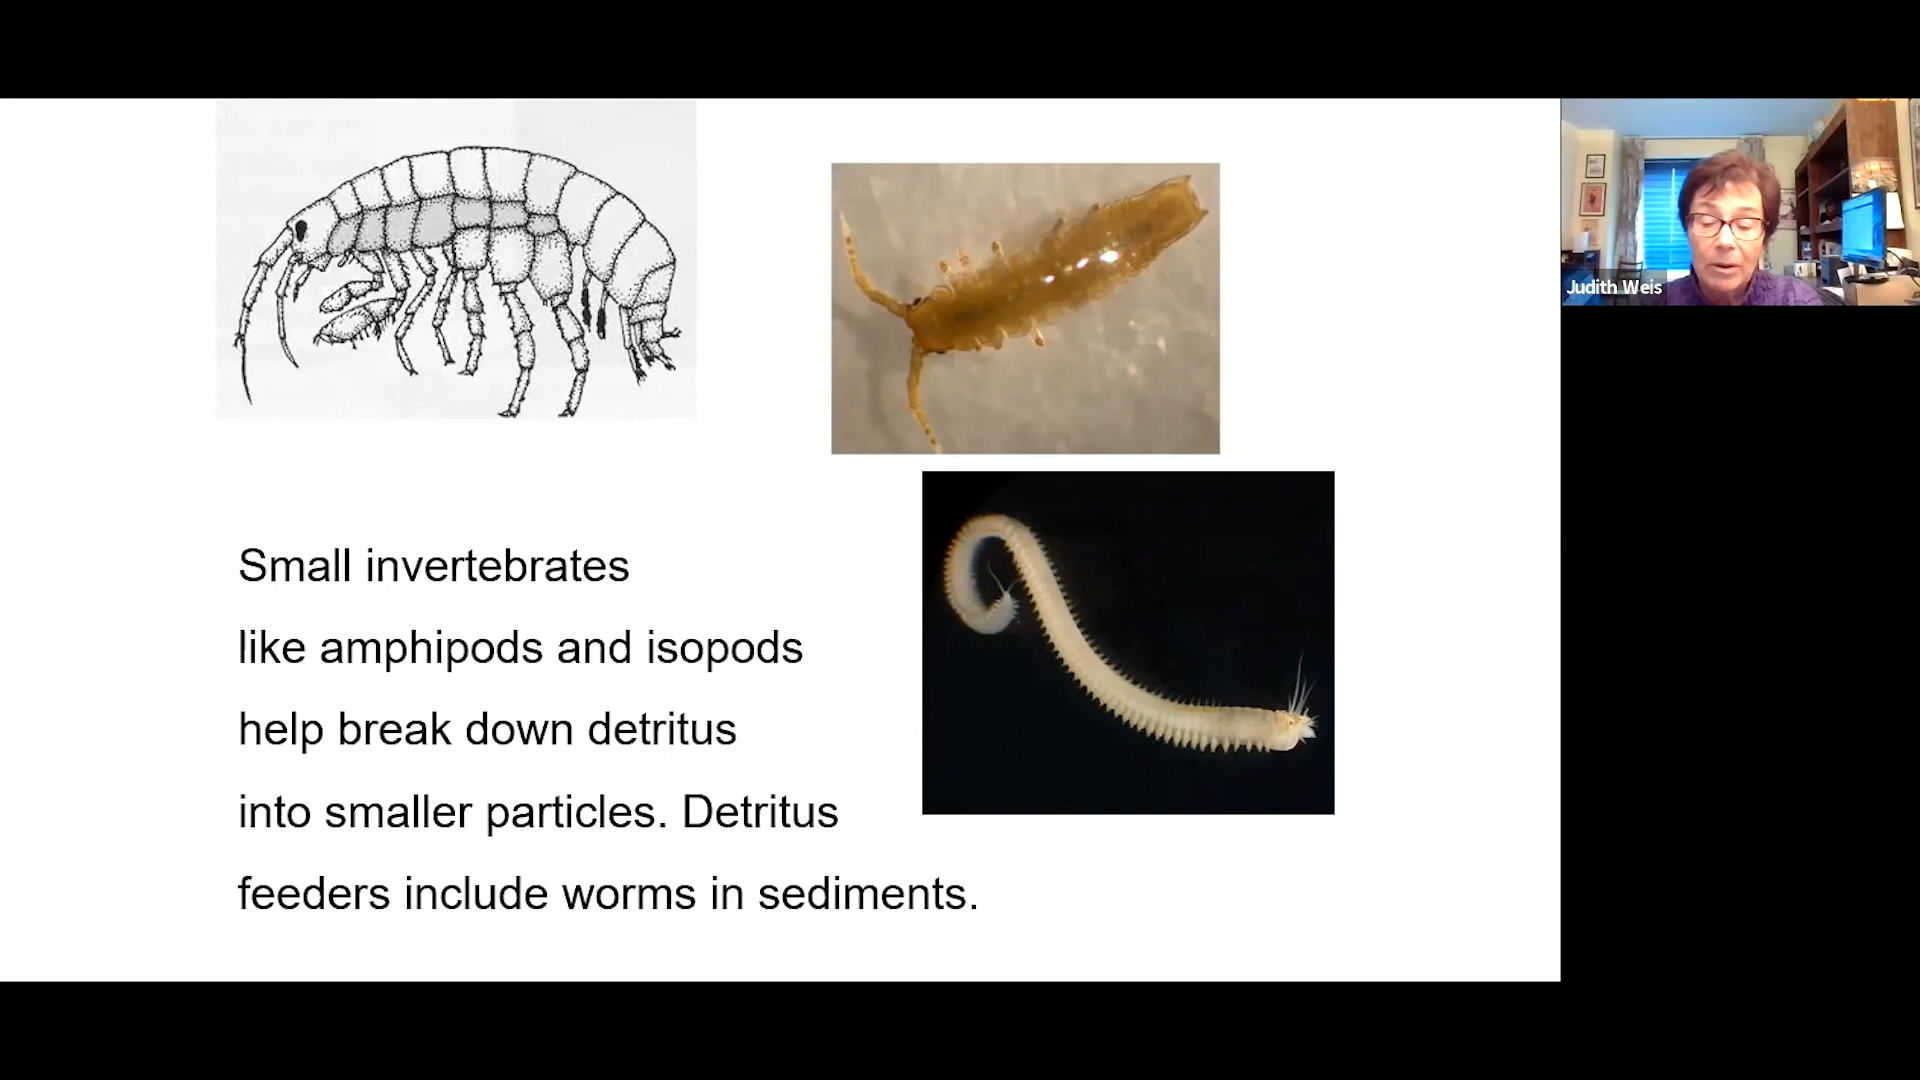 Judith Weis
Small invertebrates
like amphipods and isopods
help break down detritus
into smaller particles. Detritus
feeders include worms in sediments.